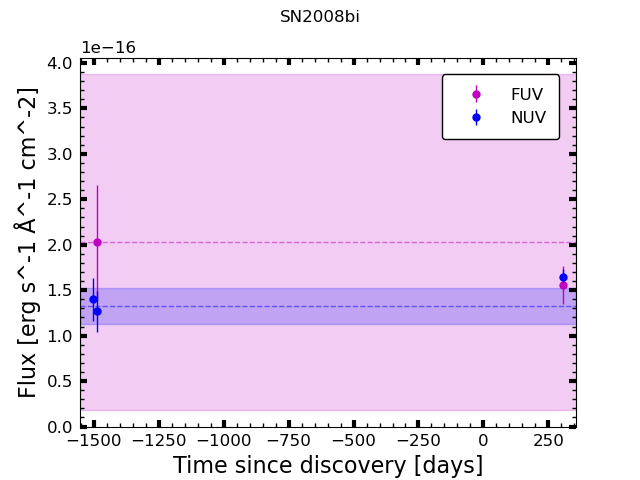 SN2008bi
1e−16
4.0
3.5
3.0
2.5
2.0
1.5
1.0
0.5
0.0
Flux [erg s^-1 Å^-1 cm^-2]
FUV
NUV
−1500 −1250 −1000 −750 −500 −250 0 250
Time since discovery [days]